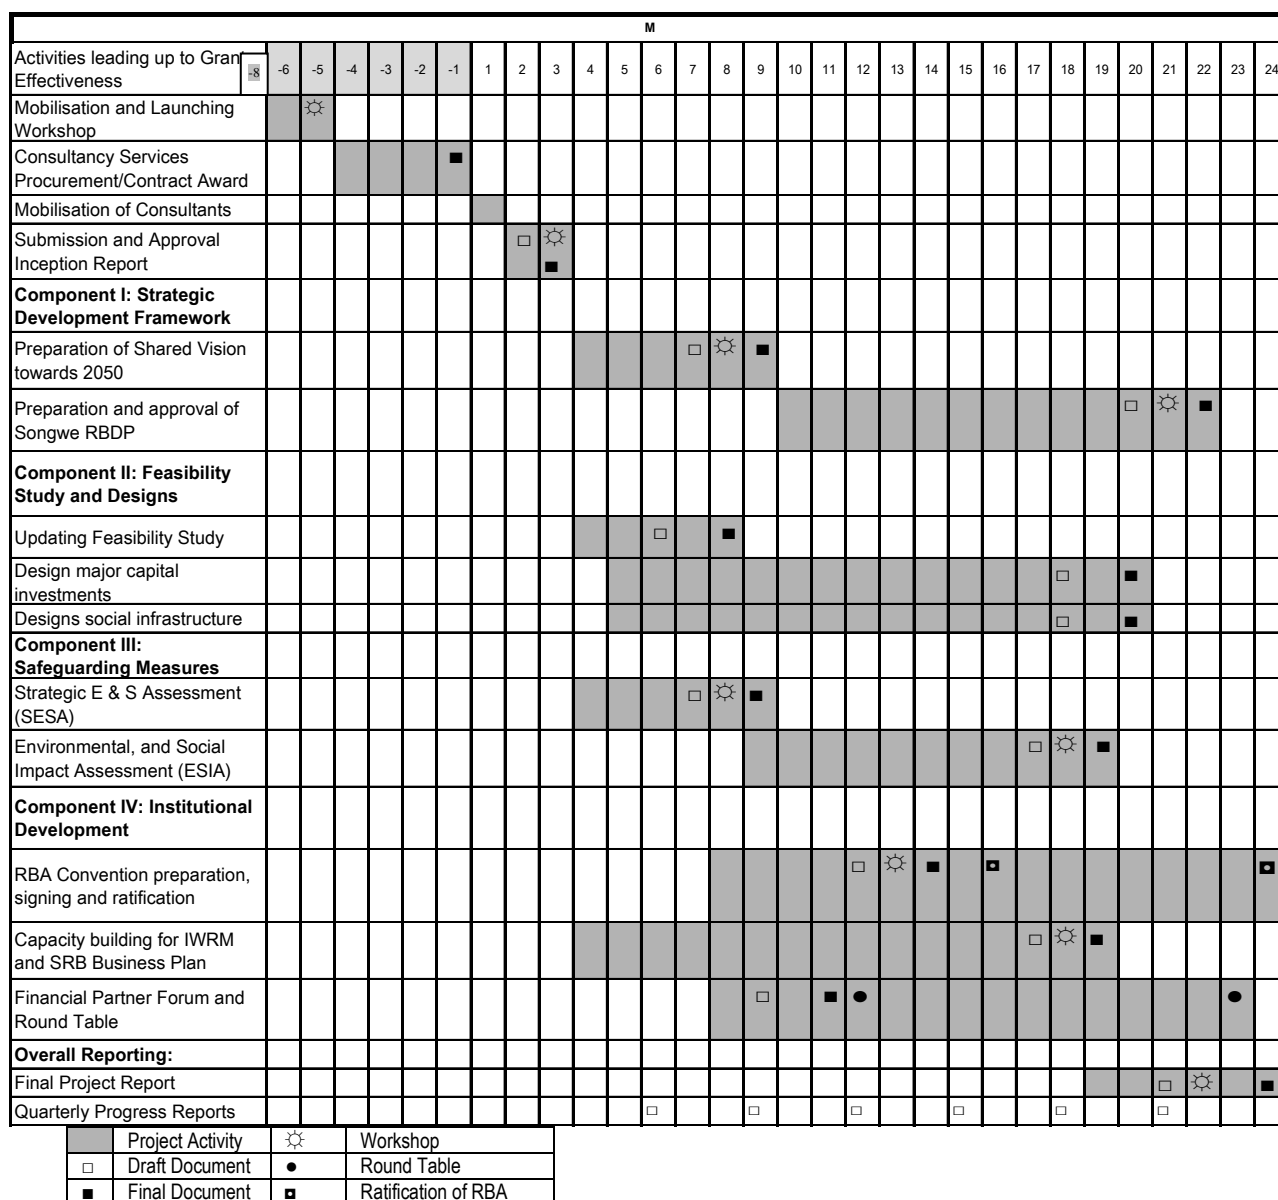 M
Activities leading up to Grant
Effectiveness
-8 -6 -5 -4 -3 -2 -1 1 2 3 4 5 6 7 8 9 10 11 12 13 14 15 16 17 18 19 20 21 22 23 24
Mobilisation and Launching
Workshop
Consultancy Services
Procurement/Contract Award
Mobilisation of Consultants
Submission and Approval
Inception Report
Component I: Strategic
Development Framework
Preparation of Shared Vision
towards 2050
Preparation and approval of
Songwe RBDP
Component II: Feasibility
Study and Designs
Updating Feasibility Study
Design major capital
investments
Designs social infrastructure
Component III:
Safeguarding Measures
Strategic E & S Assessment
(SESA)
Environmental, and Social
Impact Assessment (ESIA)
Component IV: Institutional
Development
RBA Convention preparation,
signing and ratification
Capacity building for IWRM
and SRB Business Plan
Financial Partner Forum and
Round Table
Overall Reporting:
Final Project Report
Quarterly Progress Reports
Project Activity Workshop
Draft Document Round Table
Final Document Ratification of RBA